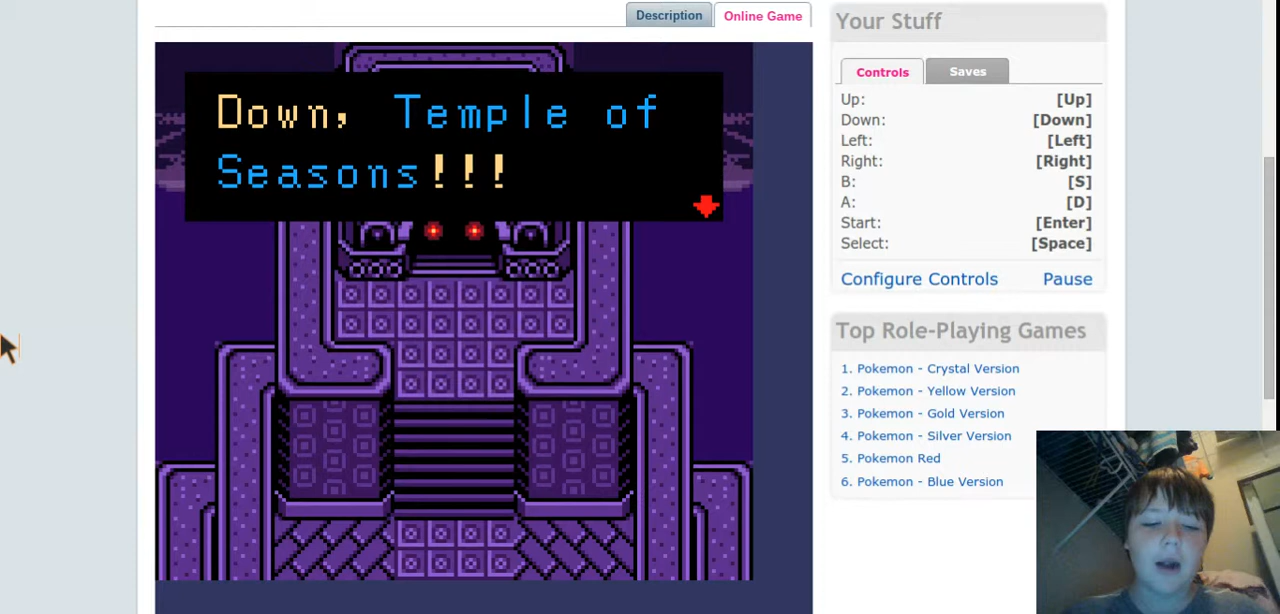 Description
Online Game
Down, Temple of
Seasons!!!
Your Stuff
Controls
Saves
Up: [Up]
Down: [Down]
Left: [Left]
Right: [Right]
B: [S]
A: [D]
Start: [Enter]
Select: [Space]
Configure Controls
Pause
Top Role-Playing Games
1. Pokemon - Crystal Version
2. Pokemon - Yellow Version
3. Pokemon - Gold Version
4. Pokemon - Silver Version
5. Pokemon Red
6. Pokemon - Blue Version